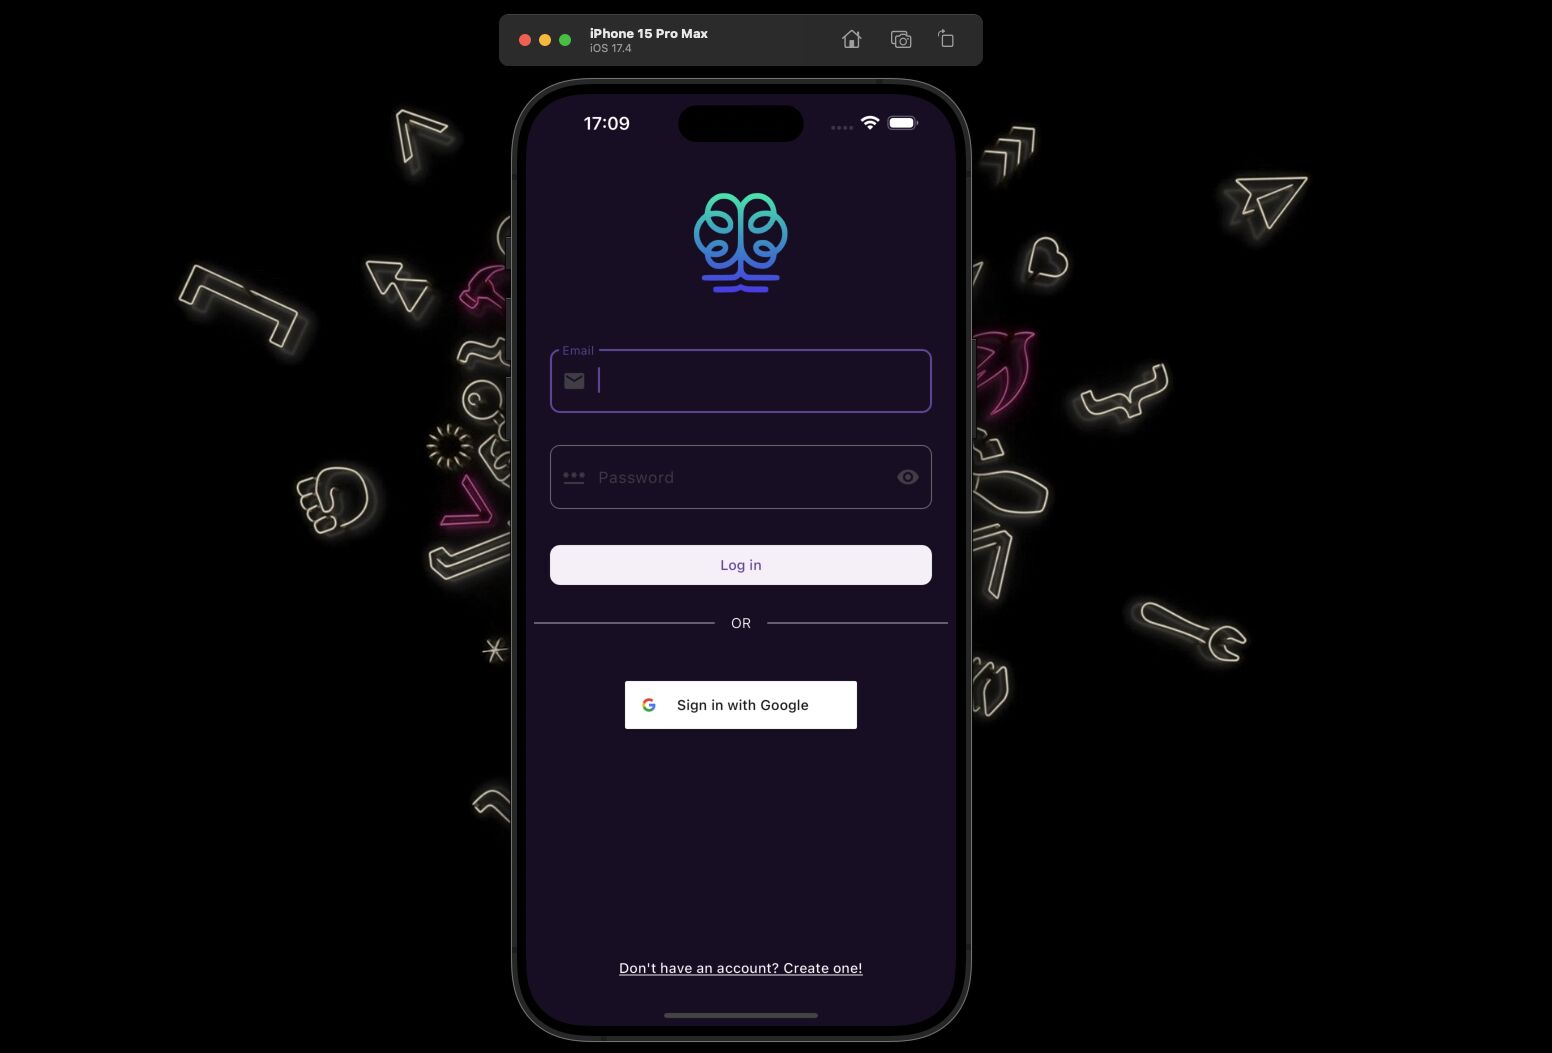 iPhone 15 Pro Max
iOS 17.4
17:09
Email
Password
Log in
OR
Sign in with Google
Don't have an account? Create one!